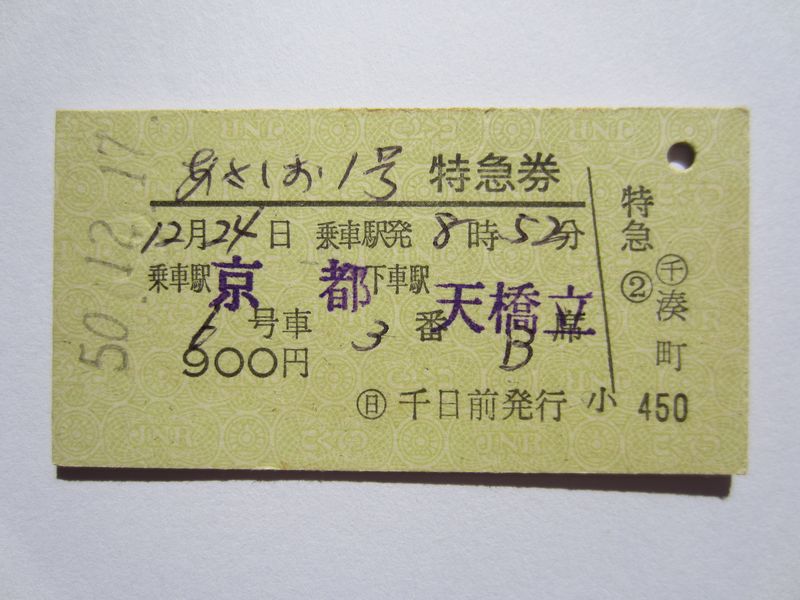 50.12.17
あさしお1号 特急券
12月24日 乗車駅発 8時52分
乗車駅 京都 下車駅 天橋立
6号車 3番 B席
900円
㊐ 千日前発行
小 450
特急②
㋠湊町